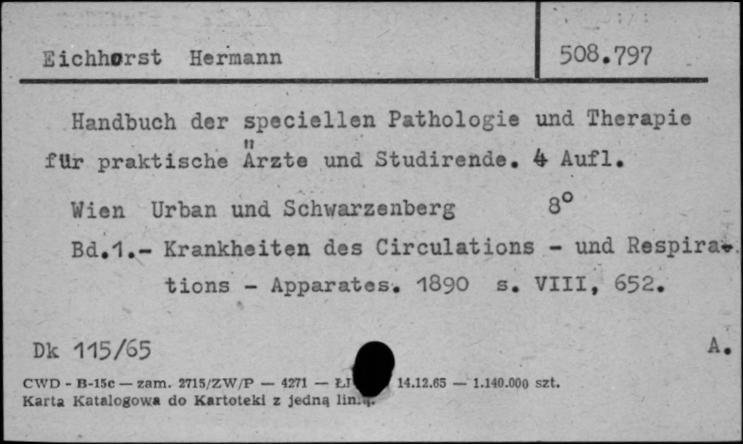 Eichhorst Hermann
508.797
Handbuch der speciellen Pathologie und Therapie
für praktische Ärzte und Studirende. 4 Aufl.
Wien Urban und Schwarzenberg 8°
Bd.1.- Krankheiten des Circulations - und Respira-
tions - Apparates. 1890 s. VIII, 652.
Dk 115/65
A.
CWD - B-15c — zam. 2715/ZW/P — 4271 — 14.12.65 — 1.140.000 szt.
Karta Katalogowa do Kartoteki z jedną linią.